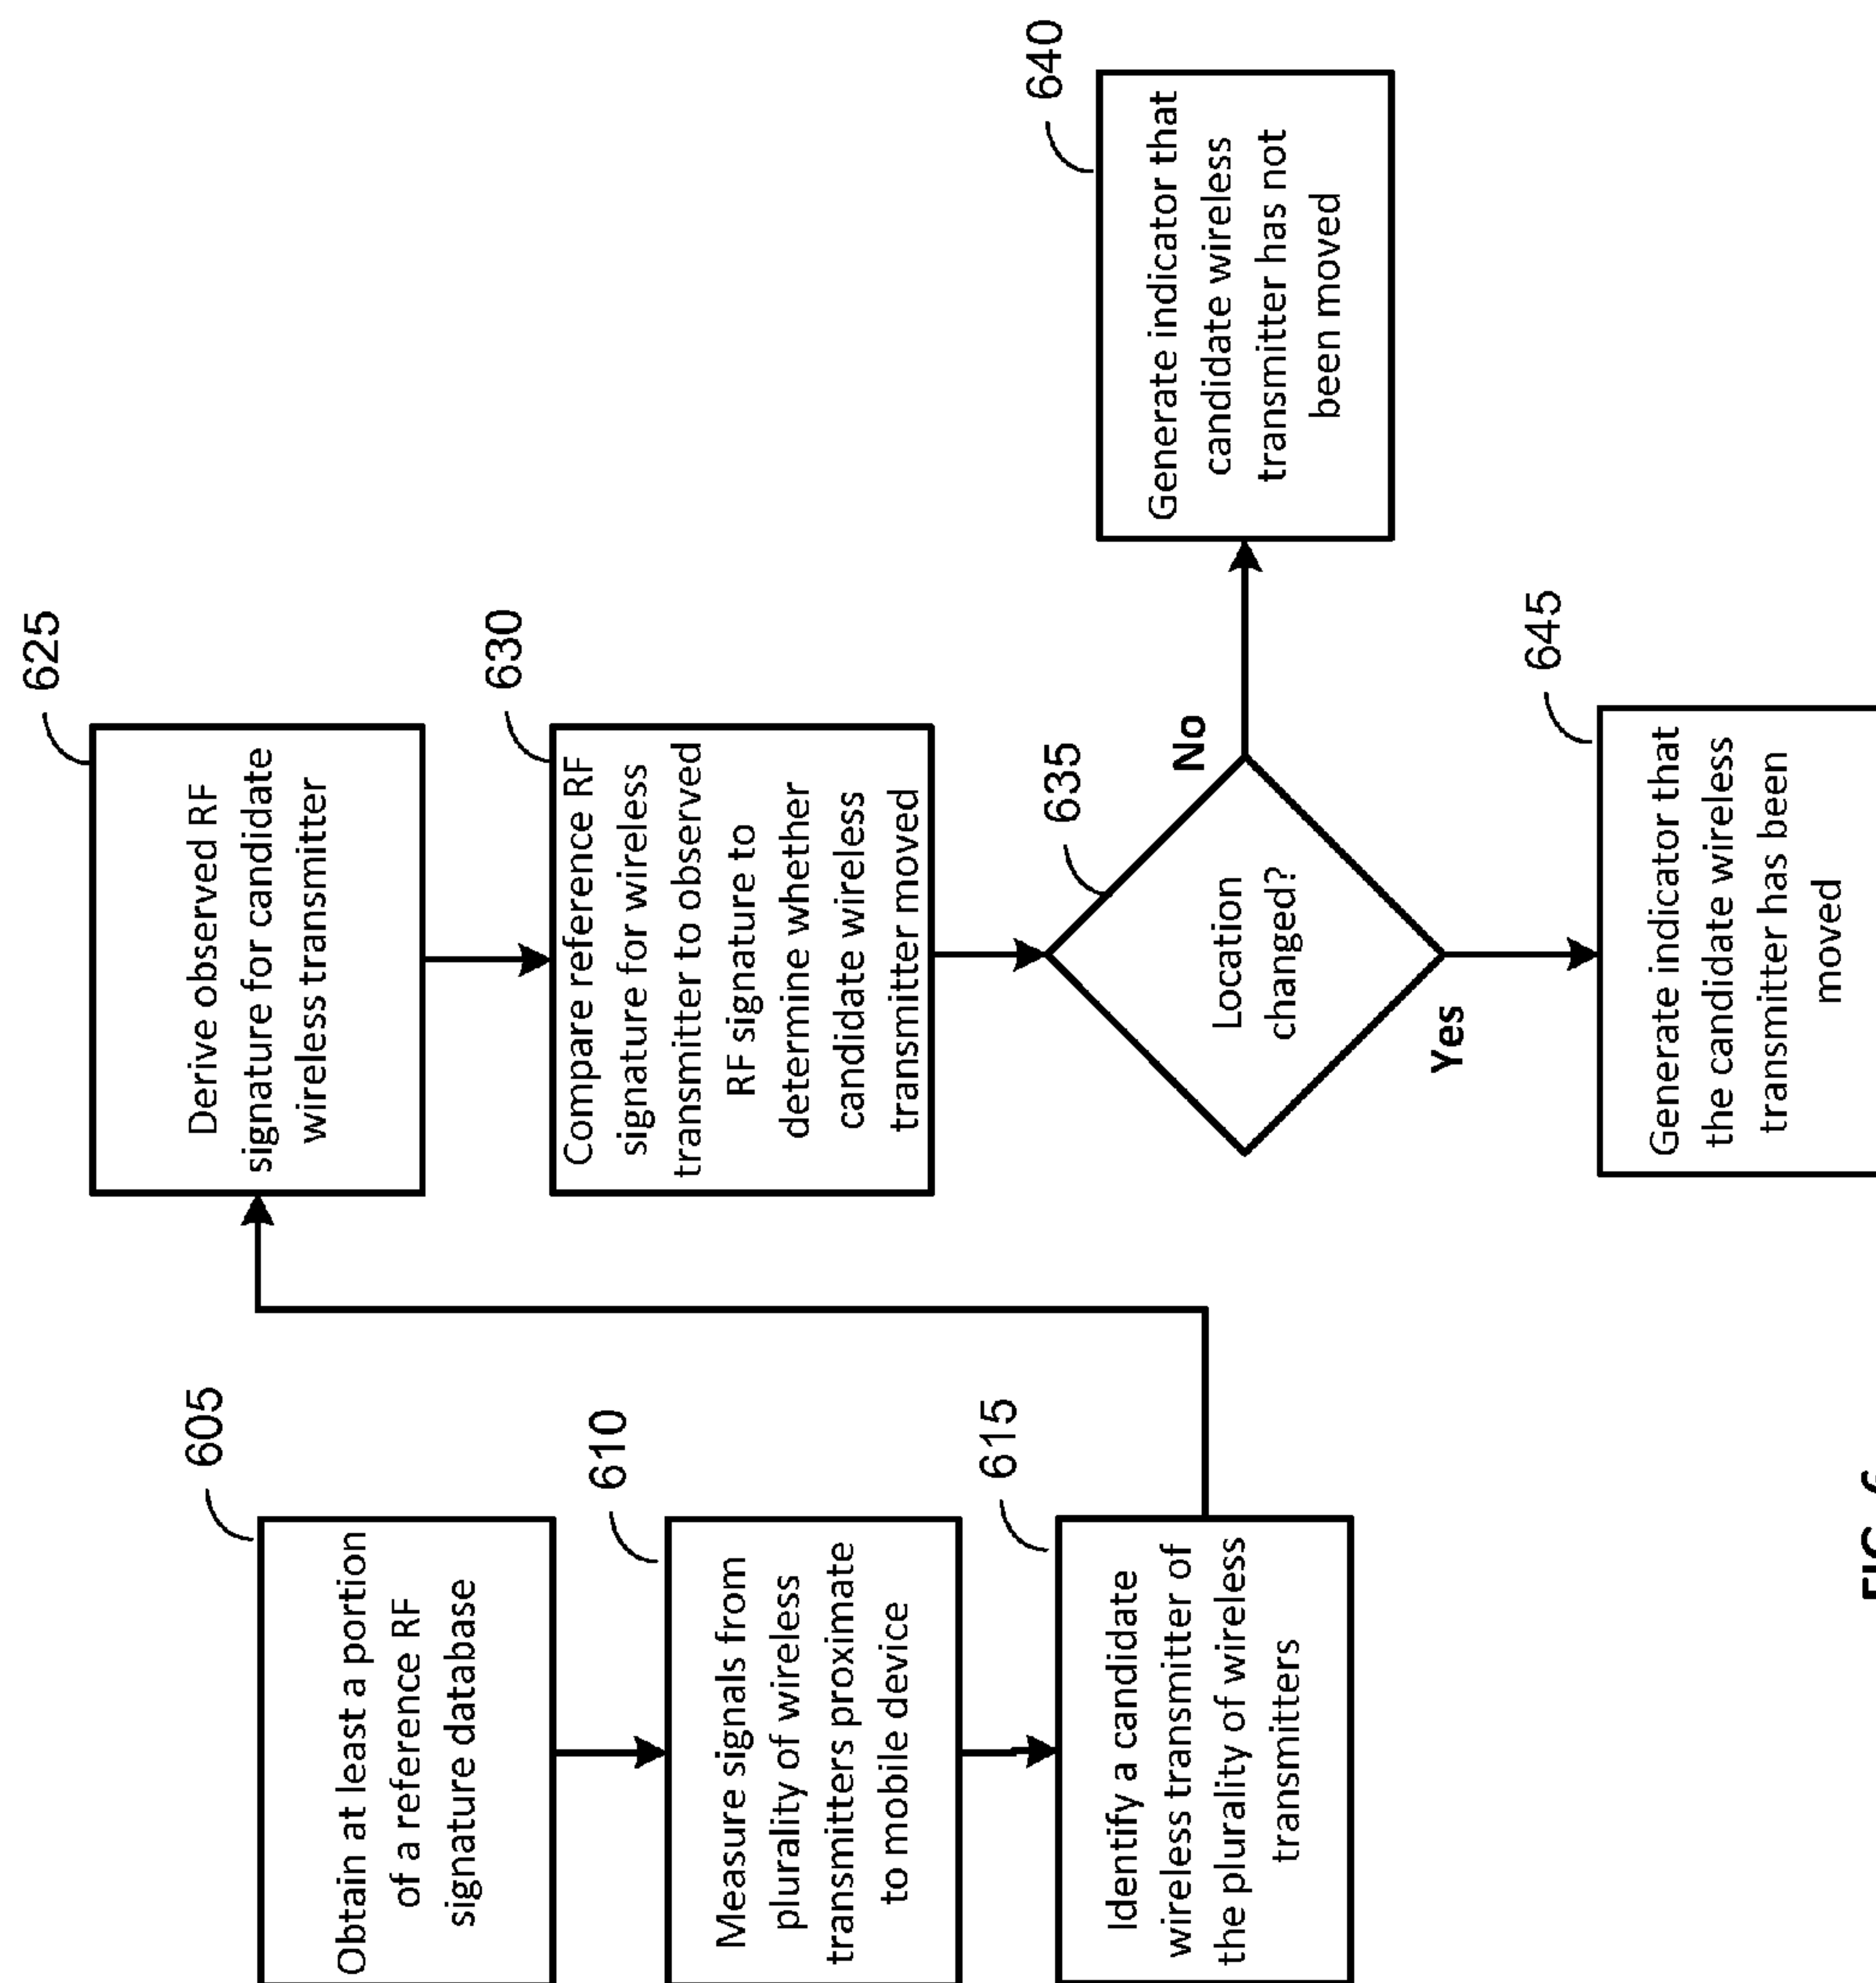 605
Obtain at least a portion
of a reference RF
signature database
610
Measure signals from
plurality of wireless
transmitters proximate
to mobile device
615
Identify a candidate
wireless transmitter of
the plurality of wireless
transmitters
625
Derive observed RF
signature for candidate
wireless transmitter
630
Compare reference RF
signature for wireless
transmitter to observed
RF signature to
determine whether
candidate wireless
transmitter moved
635
Location
changed?
No
Yes
640
Generate indicator that
candidate wireless
transmitter has not
been moved
645
Generate indicator that
the candidate wireless
transmitter has been
moved
FIG.